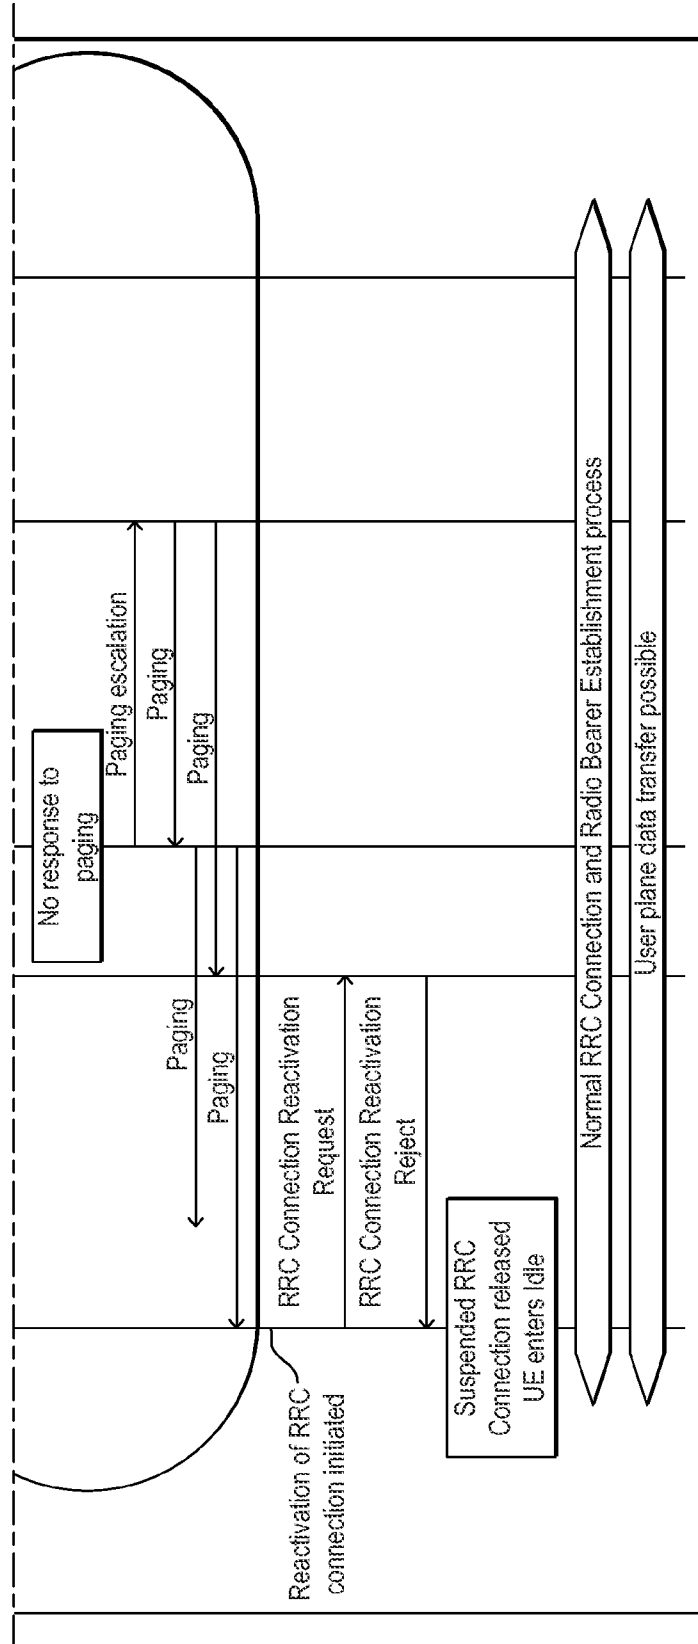 No response to
paging
Paging escalation
Paging
Paging
Paging
Paging
Reactivation of RRC
connection initiated
RRC Connection Reactivation
Request
RRC Connection Reactivation
Reject
Suspended RRC
Connection released
UE enters Idle
Normal RRC Connection and Radio Bearer Establishment process
User plane data transfer possible